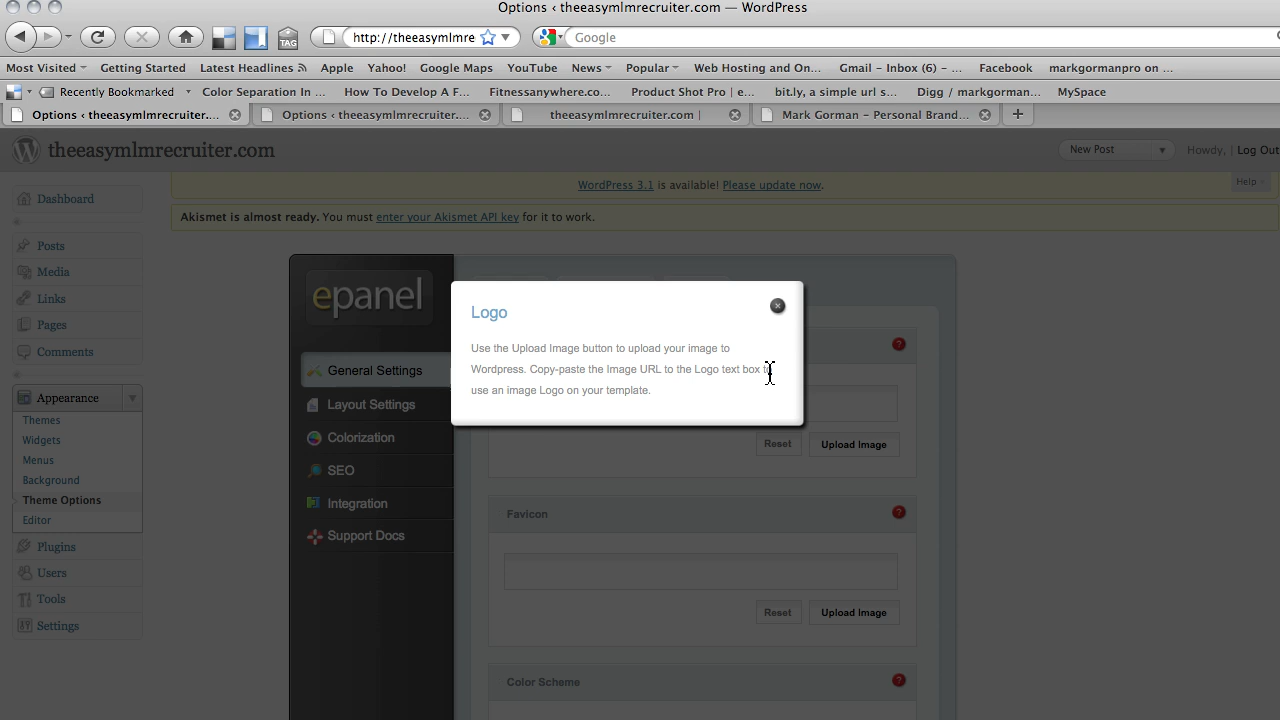 Options ‹ theeasymlmrecruiter.com — WordPress
http://theeasymlmre
Google
TAG
Most Visited Getting Started Latest Headlines Apple Yahoo! Google Maps YouTube News Popular Web Hosting and On... Gmail – Inbox (6) – ... Facebook markgormanpro on ...
Recently Bookmarked Color Separation In ... How To Develop A F... Fitnessanywhere.co... Product Shot Pro | e... bit.ly, a simple url s... Digg / markgorman... MySpace
Options ‹ theeasymlmrecruiter.... Options ‹ theeasymlmrecruiter.... theeasymlmrecruiter.com | Mark Gorman – Personal Brand...
theeasymlmrecruiter.com
New Post
Howdy, | Log Out
WordPress 3.1 is available! Please update now.
Help
Akismet is almost ready. You must enter your Akismet API key for it to work.
Dashboard
Posts
Media
Links
Pages
Comments
Appearance
Themes
Widgets
Menus
Background
Theme Options
Editor
Plugins
Users
Tools
Settings
epanel
General Settings
Layout Settings
Colorization
SEO
Integration
Support Docs
Logo
Use the Upload Image button to upload your image to
Wordpress. Copy-paste the Image URL to the Logo text box to
use an image Logo on your template.
Reset Upload Image
Favicon
Reset Upload Image
Color Scheme